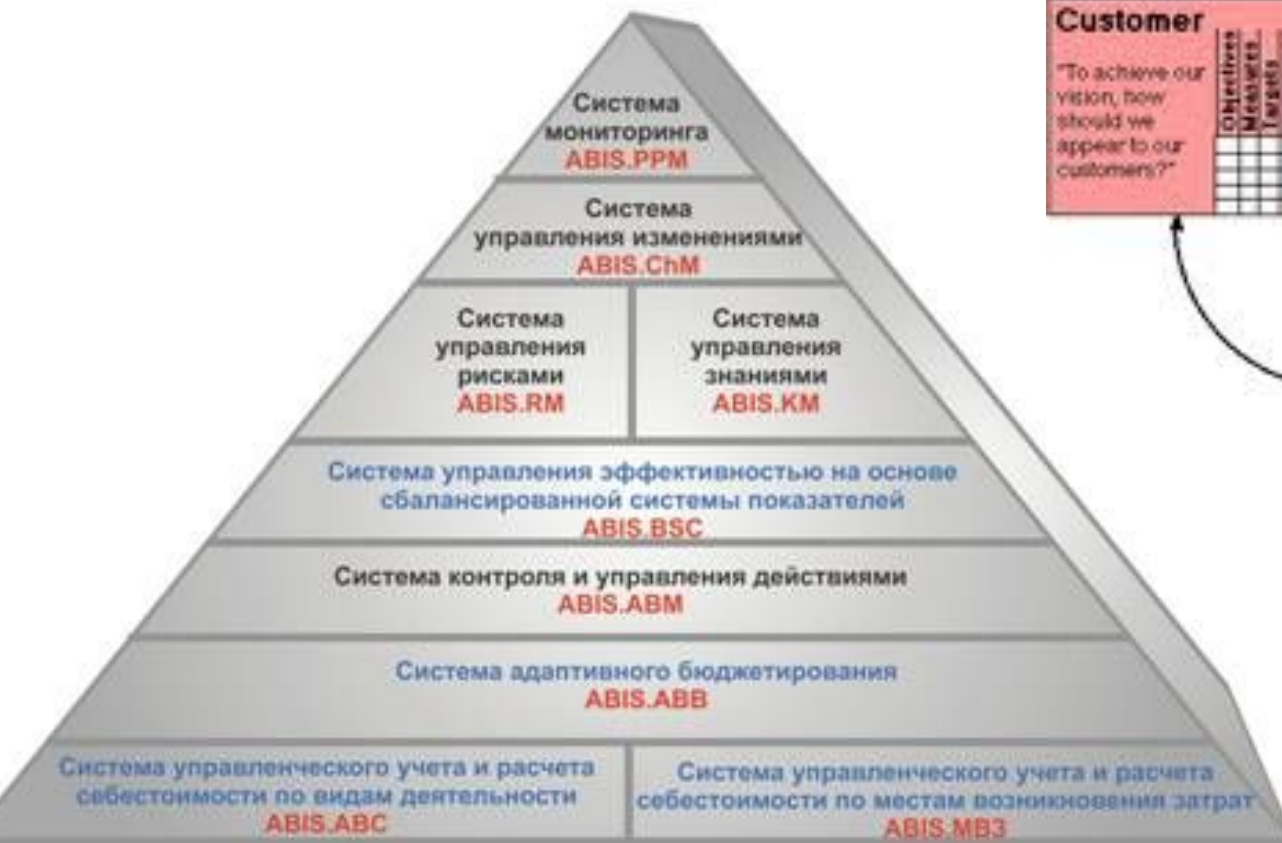 Система
мониторинга
ABIS.PPM
Система
управления изменениями
ABIS.ChM
Система
управления
рисками
ABIS.RM
Система
управления
знаниями
ABIS.KM
Система управления эффективностью на основе
сбалансированной системы показателей
ABIS.BSC
Система контроля и управления действиями
ABIS.ABM
Система адаптивного бюджетирования
ABIS.ABB
Система управленческого учета и расчета
себестоимости по видам деятельности
ABIS.ABC
Система управленческого учета и расчета
себестоимости по местам возникновения затрат
ABIS.МВЗ
Customer
"To achieve our
vision, how
should we
appear to our
customers?"
Objectives
Measures
Targets